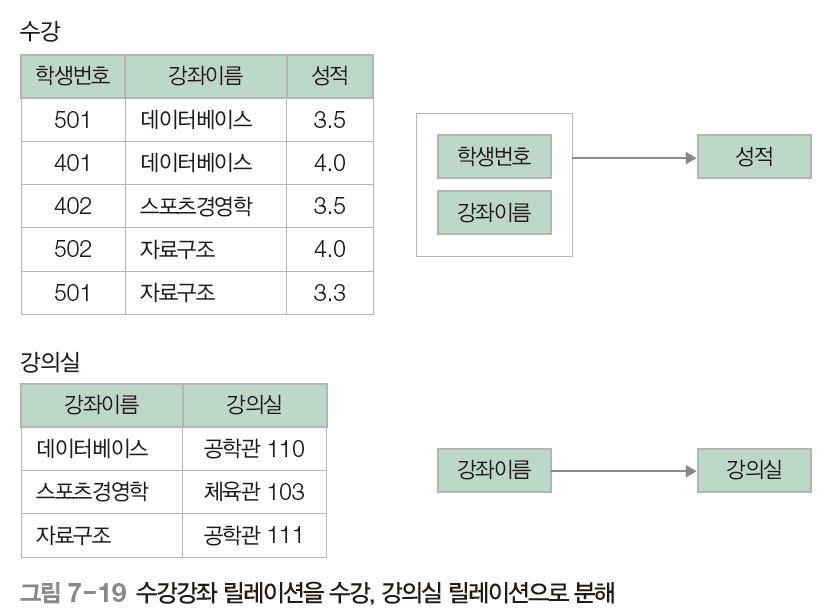 수강
학생번호 강좌이름 성적
501 데이터베이스 3.5
401 데이터베이스 4.0
402 스포츠경영학 3.5
502 자료구조 4.0
501 자료구조 3.3
학생번호 성적
강좌이름
강의실
강좌이름 강의실
데이터베이스 공학관 110
스포츠경영학 체육관 103
자료구조 공학관 111
강좌이름 강의실
그림 7-19 수강강좌 릴레이션을 수강, 강의실 릴레이션으로 분해